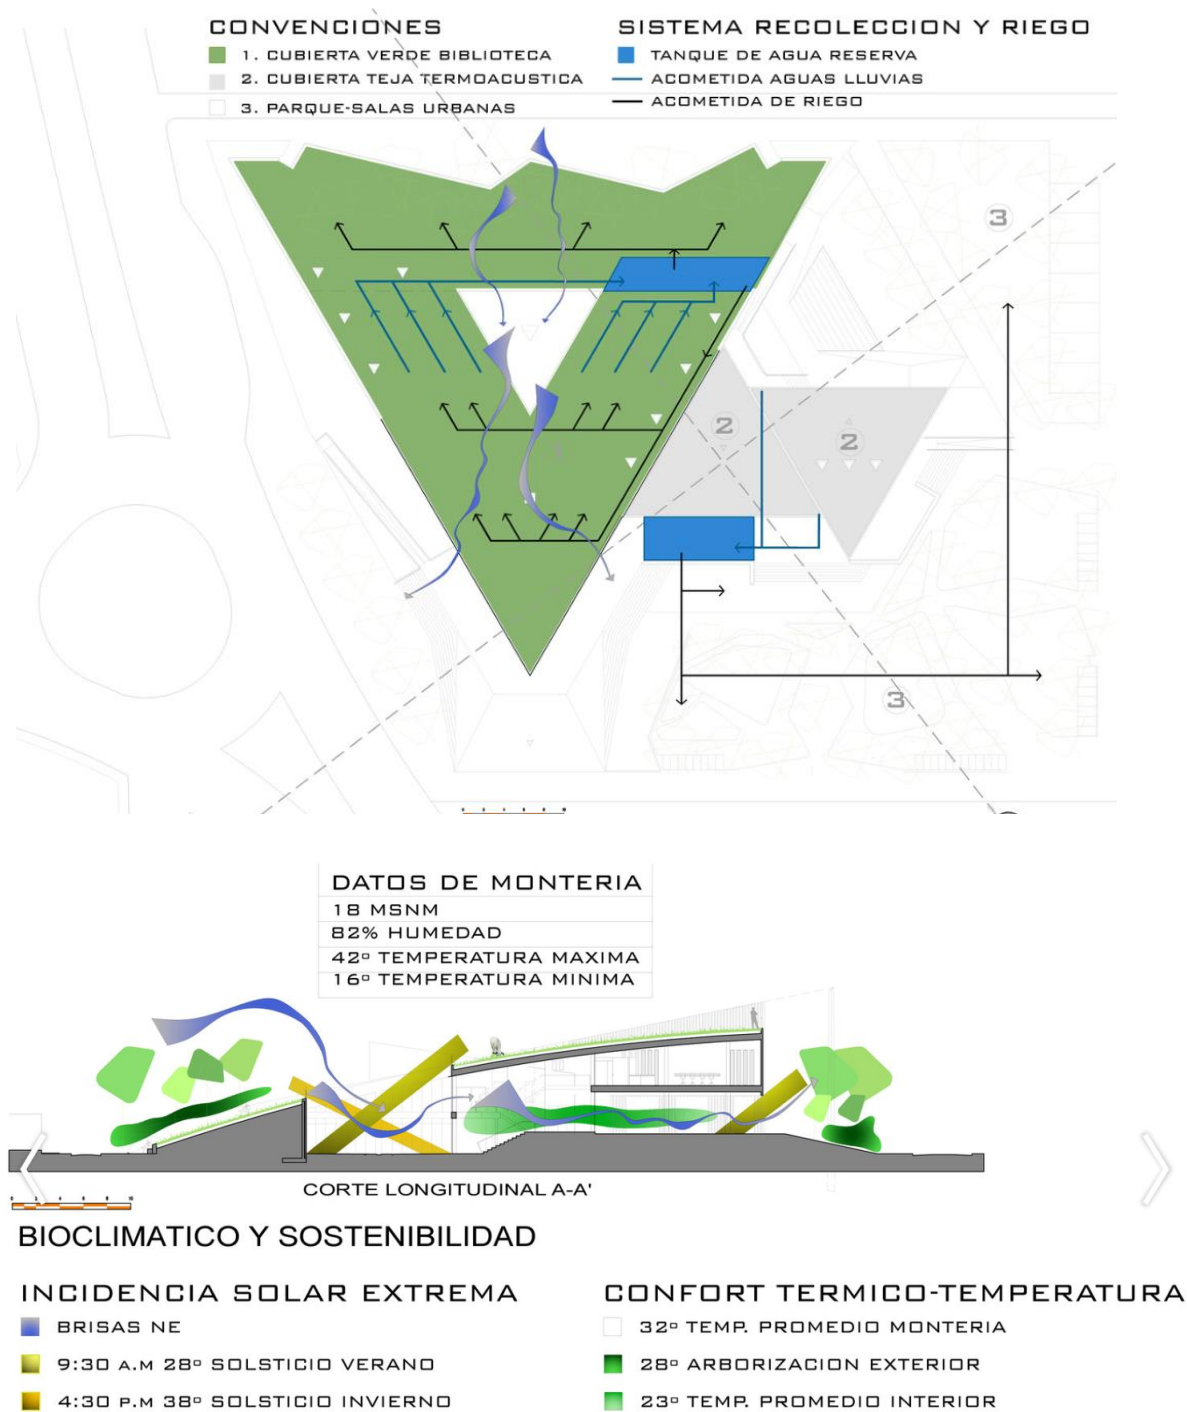 CONVENCIONES
1. CUBIERTA VERDE BIBLIOTECA
2. CUBIERTA TEJA TERMOACUSTICA
3. PARQUE-SALAS URBANAS
SISTEMA RECOLECCION Y RIEGO
TANQUE DE AGUA RESERVA
ACOMETIDA AGUAS LLUVIAS
ACOMETIDA DE RIEGO
3
2
2
3
DATOS DE MONTERIA
18 MSNM
82% HUMEDAD
42º TEMPERATURA MAXIMA
16º TEMPERATURA MINIMA
CORTE LONGITUDINAL A-A'
BIOCLIMATICO Y SOSTENIBILIDAD
INCIDENCIA SOLAR EXTREMA
BRISAS NE
9:30 A.M 28º SOLSTICIO VERANO
4:30 P.M 38º SOLSTICIO INVIERNO
CONFORT TERMICO-TEMPERATURA
32º TEMP. PROMEDIO MONTERIA
28º ARBORIZACION EXTERIOR
23º TEMP. PROMEDIO INTERIOR